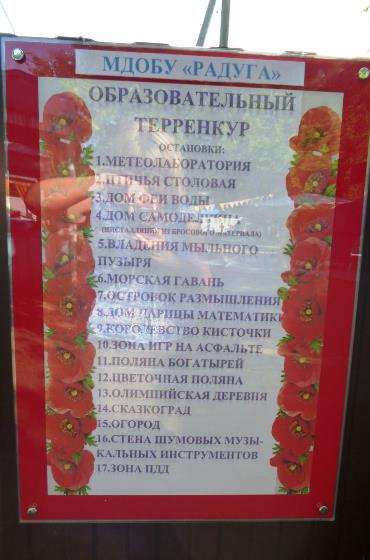 МДОБУ «РАДУГА»
ОБРАЗОВАТЕЛЬНЫЙ
ТЕРРЕНКУР
ОСТАНОВКИ:
1.МЕТЕОЛАБОРАТОРИЯ
2.ПТИЧЬЯ СТОЛОВАЯ
3.ДОМ ФЕИ ВОДЫ
4.ДОМ САМОДЕЛКИНА
(ИНСТАЛЛЯЦИИ ИЗ БРОСОВОГО МАТЕРИАЛА)
5.ВЛАДЕНИЯ МЫЛЬНОГО
ПУЗЫРЯ
6.МОРСКАЯ ГАВАНЬ
7.ОСТРОВОК РАЗМЫШЛЕНИЯ
8.ДОМ ЦАРИЦЫ МАТЕМАТИКИ
9.КОРОЛЕВСТВО КИСТОЧКИ
10.ЗОНА ИГР НА АСФАЛЬТЕ
11.ПОЛЯНА БОГАТЫРЕЙ
12.ЦВЕТОЧНАЯ ПОЛЯНА
13.ОЛИМПИЙСКАЯ ДЕРЕВНЯ
14.СКАЗКОГРАД
15.ОГОРОД
16.СТЕНА ШУМОВЫХ МУЗЫ-
КАЛЬНЫХ ИНСТРУМЕНТОВ
17.ЗОНА ПДД